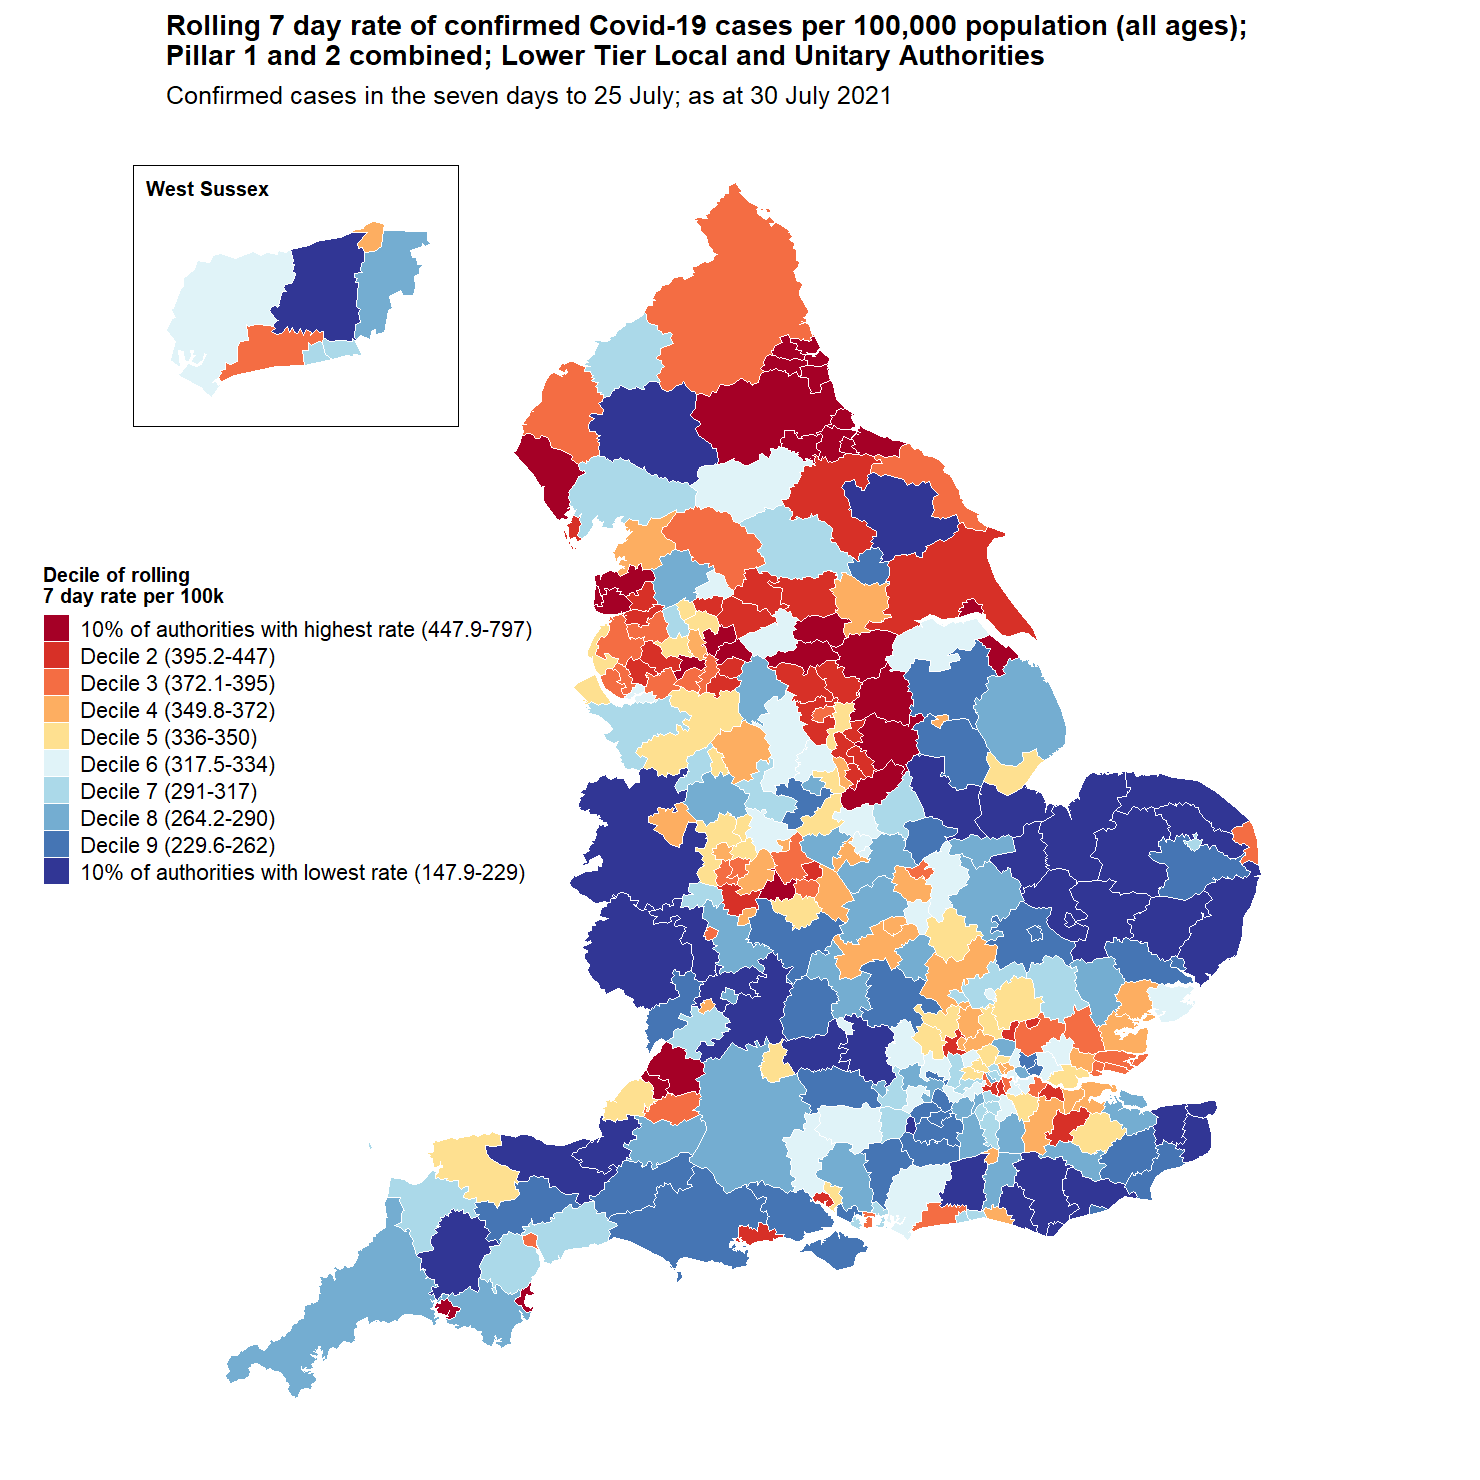 Rolling 7 day rate of confirmed Covid-19 cases per 100,000 population (all ages);
Pillar 1 and 2 combined; Lower Tier Local and Unitary Authorities
Confirmed cases in the seven days to 25 July; as at 30 July 2021
West Sussex
Decile of rolling
7 day rate per 100k
10% of authorities with highest rate (447.9-797)
Decile 2 (395.2-447)
Decile 3 (372.1-395)
Decile 4 (349.8-372)
Decile 5 (336-350)
Decile 6 (317.5-334)
Decile 7 (291-317)
Decile 8 (264.2-290)
Decile 9 (229.6-262)
10% of authorities with lowest rate (147.9-229)